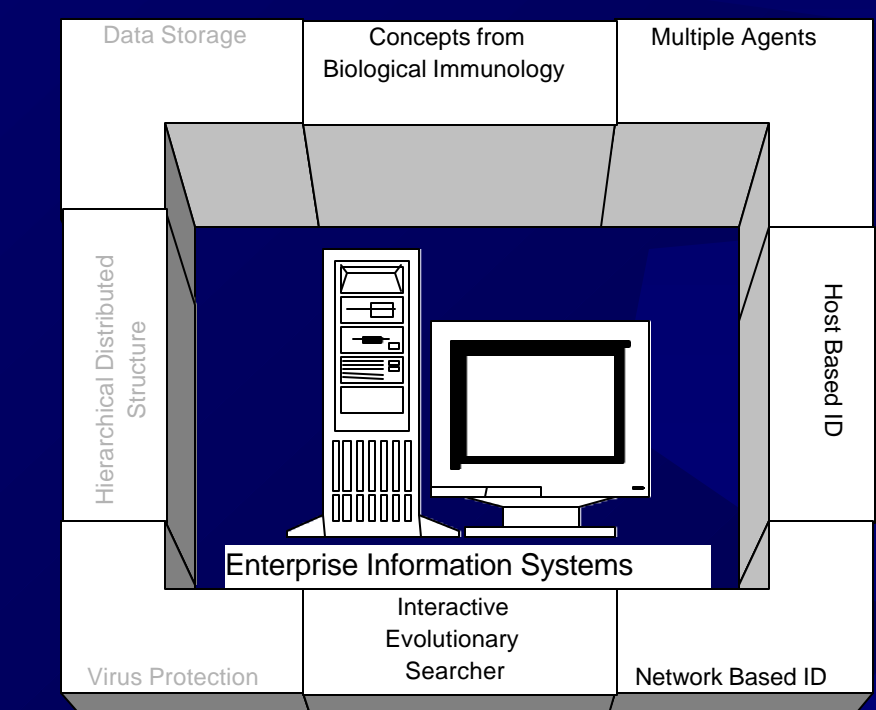 Data Storage
Concepts from
Biological Immunology
Multiple Agents
Hierarchical Distributed
Structure
Host Based ID
Enterprise Information Systems
Virus Protection
Interactive
Evolutionary
Searcher
Network Based ID